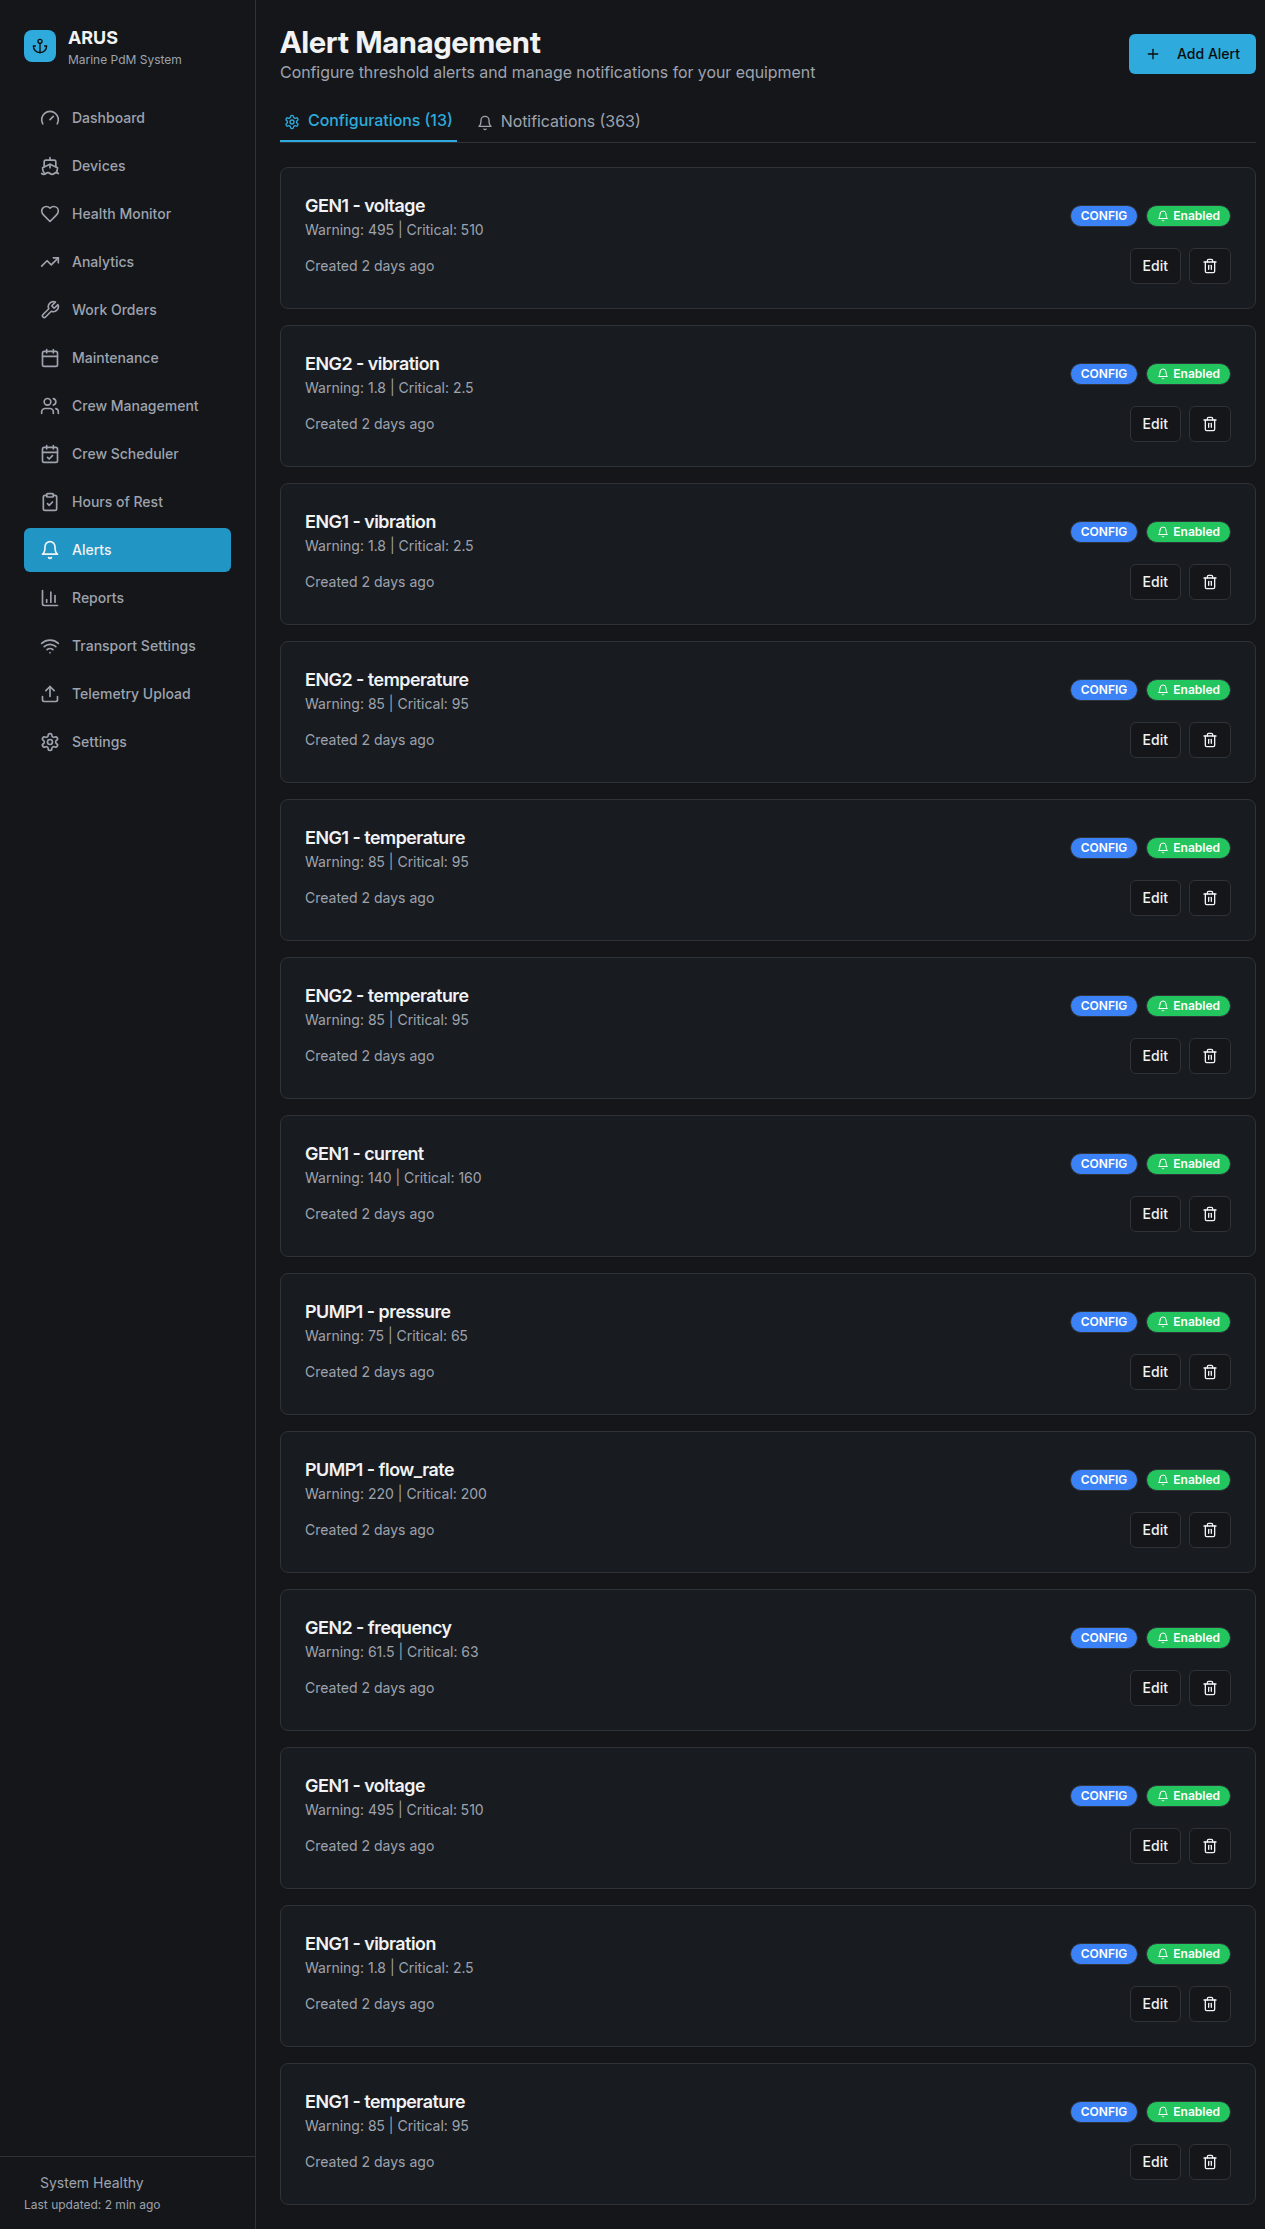 ARUS
Marine PdM System
Dashboard
Devices
Health Monitor
Analytics
Work Orders
Maintenance
Crew Management
Crew Scheduler
Hours of Rest
Alerts
Reports
Transport Settings
Telemetry Upload
Settings
System Healthy
Last updated: 2 min ago
Alert Management
Configure threshold alerts and manage notifications for your equipment
Add Alert
Configurations (13)
Notifications (363)
GEN1 - voltage
Warning: 495 | Critical: 510
CONFIG
Enabled
Created 2 days ago
Edit
ENG2 - vibration
Warning: 1.8 | Critical: 2.5
CONFIG
Enabled
Created 2 days ago
Edit
ENG1 - vibration
Warning: 1.8 | Critical: 2.5
CONFIG
Enabled
Created 2 days ago
Edit
ENG2 - temperature
Warning: 85 | Critical: 95
CONFIG
Enabled
Created 2 days ago
Edit
ENG1 - temperature
Warning: 85 | Critical: 95
CONFIG
Enabled
Created 2 days ago
Edit
ENG2 - temperature
Warning: 85 | Critical: 95
CONFIG
Enabled
Created 2 days ago
Edit
GEN1 - current
Warning: 140 | Critical: 160
CONFIG
Enabled
Created 2 days ago
Edit
PUMP1 - pressure
Warning: 75 | Critical: 65
CONFIG
Enabled
Created 2 days ago
Edit
PUMP1 - flow_rate
Warning: 220 | Critical: 200
CONFIG
Enabled
Created 2 days ago
Edit
GEN2 - frequency
Warning: 61.5 | Critical: 63
CONFIG
Enabled
Created 2 days ago
Edit
GEN1 - voltage
Warning: 495 | Critical: 510
CONFIG
Enabled
Created 2 days ago
Edit
ENG1 - vibration
Warning: 1.8 | Critical: 2.5
CONFIG
Enabled
Created 2 days ago
Edit
ENG1 - temperature
Warning: 85 | Critical: 95
CONFIG
Enabled
Created 2 days ago
Edit